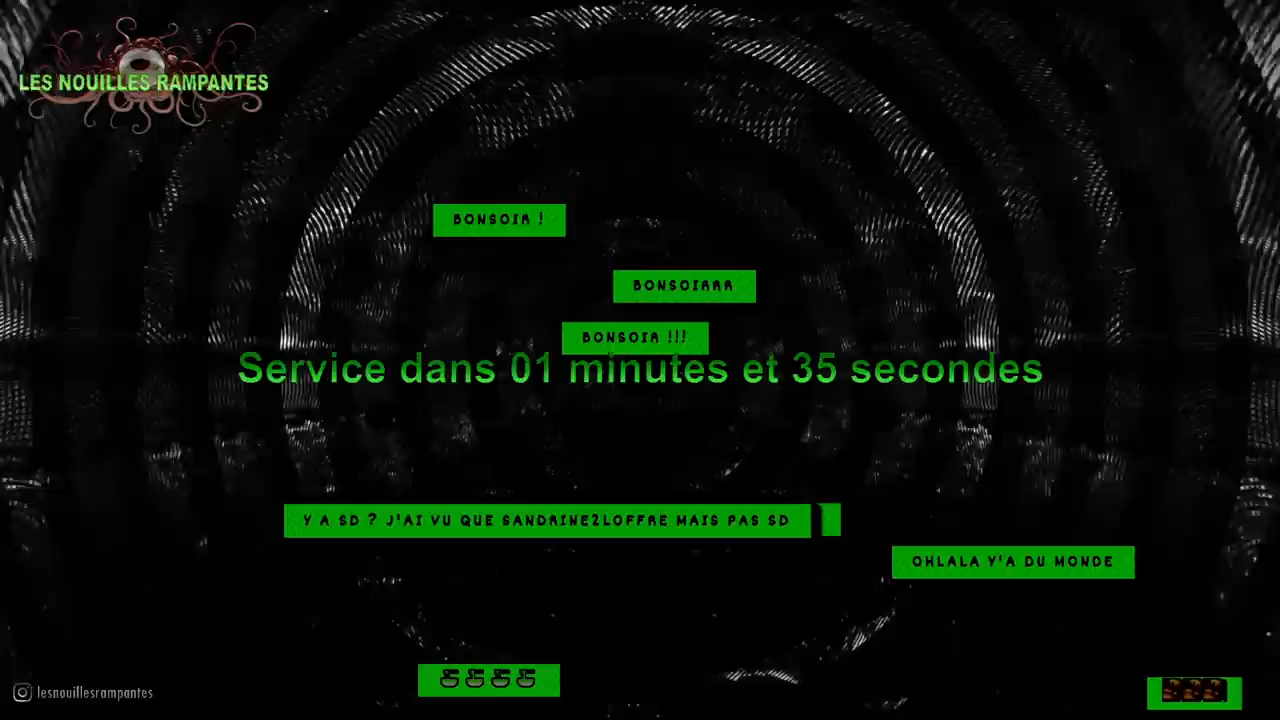 LES NOUILLES RAMPANTES
BONSOIR !
BONSOIRRR
BONSOIR !!!
Service dans 01 minutes et 35 secondes
Y A SD ? J'AI VU QUE SANDRINE2LOFFRE MAIS PAS SD
OHLALA Y'A DU MONDE
lesnouillesrampantes